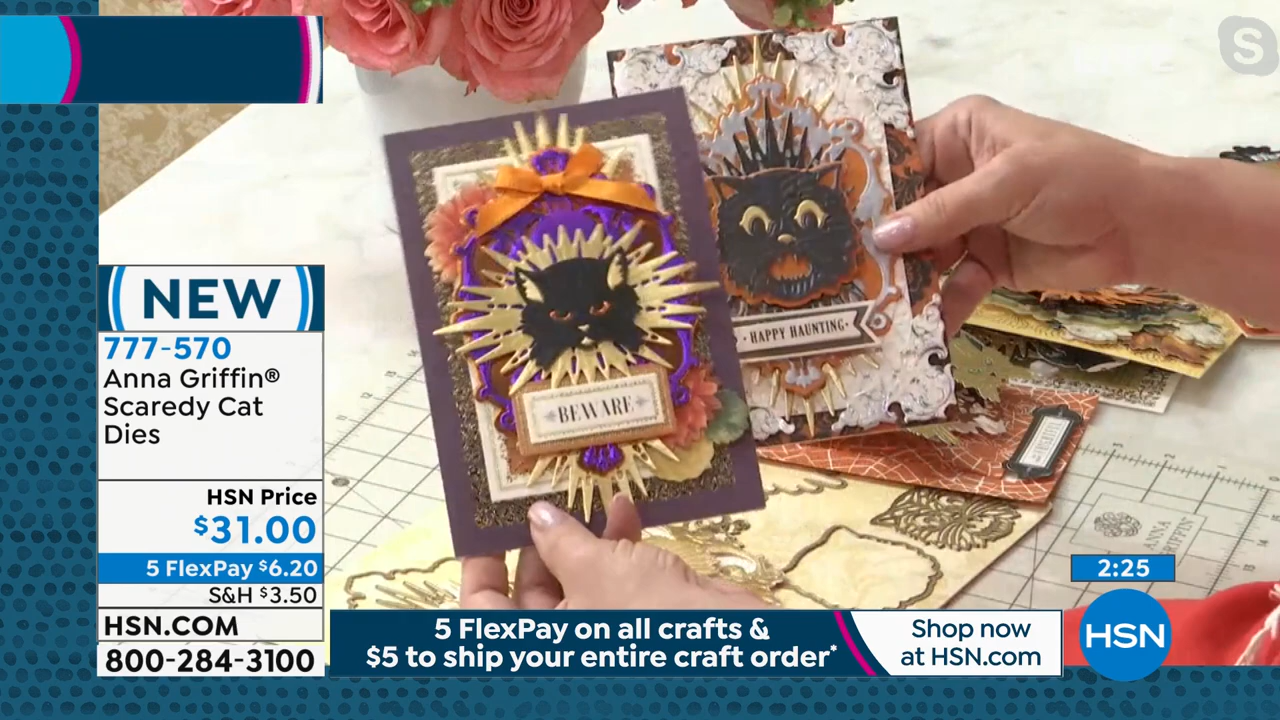 S
NEW
777-570
Anna Griffin®
Scaredy Cat
Dies
HSN Price
$31.00
5 FlexPay $6.20
S&H $3.50
HSN.COM
800-284-3100
BEWARE
· HAPPY HAUNTING·
ANNA
GRIFFIN
2:25
HSN
5 FlexPay on all crafts &
$5 to ship your entire craft order*
Shop now
at HSN.com